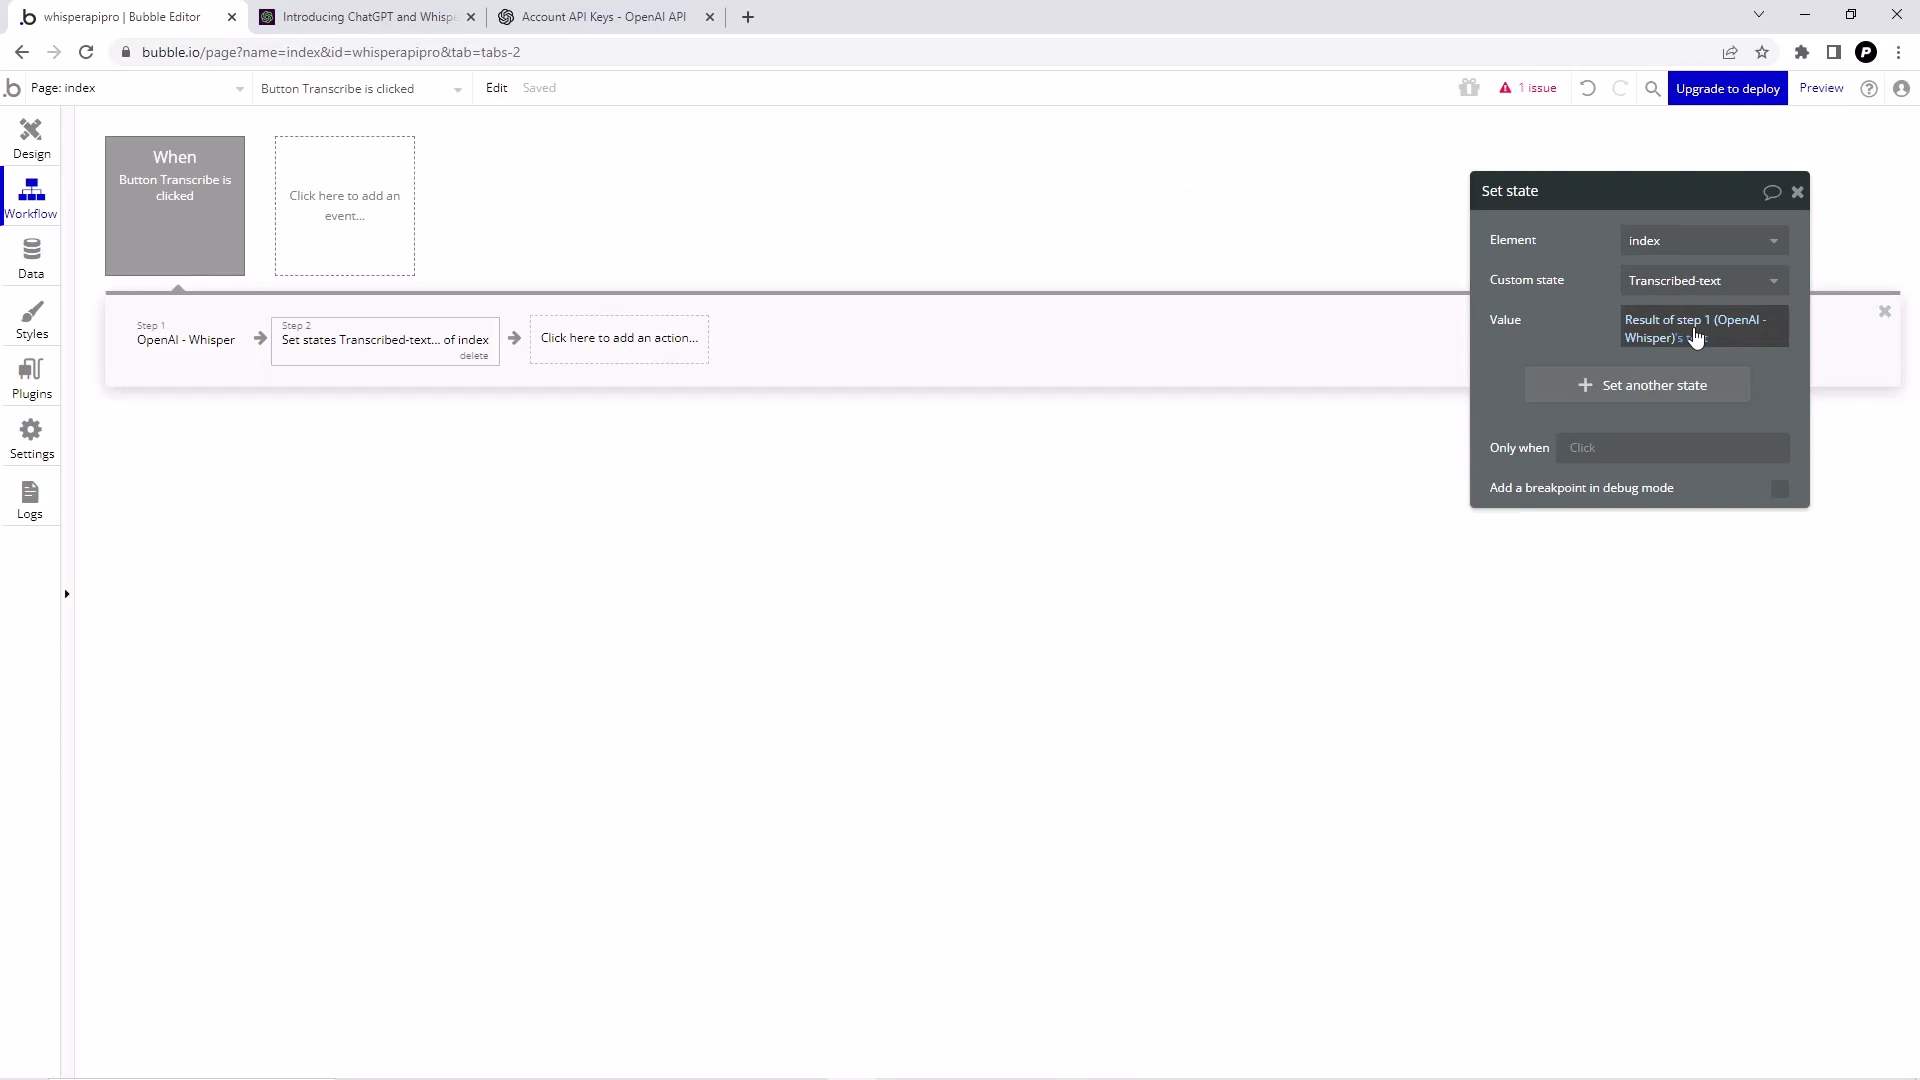 whisperapipro | Bubble Editor
Introducing ChatGPT and Whispe
Account API Keys - OpenAI API
bubble.io/page?name=index&id=whisperapipro&tab=tabs-2
Page: index
Button Transcribe is clicked
Edit
Saved
1 issue
Upgrade to deploy
Preview
Design
Workflow
Data
Styles
Plugins
Settings
Logs
When
Button Transcribe is
clicked
Click here to add an
event...
Step 1
OpenAI - Whisper
Step 2
Set states Transcribed-text... of index
delete
Click here to add an action...
Set state
Element
index
Custom state
Transcribed-text
Value
Result of step 1 (OpenAI -
Whisper)'s
Set another state
Only when
Click
Add a breakpoint in debug mode